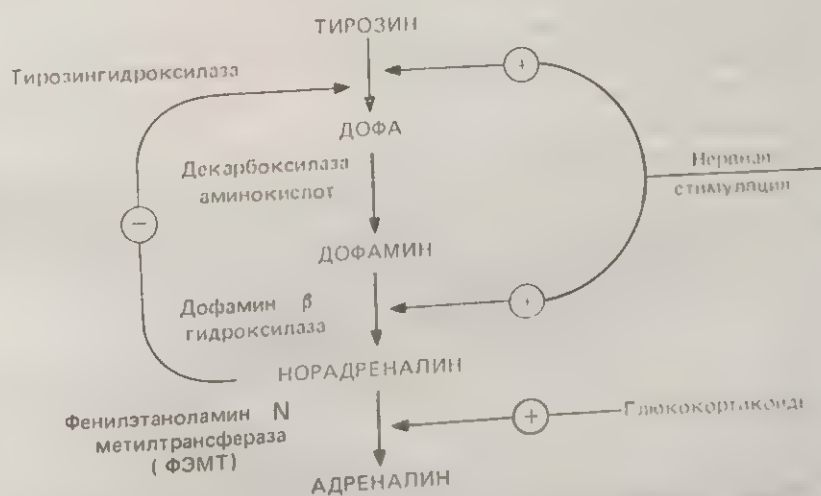 ТИРОЗИН
Тирозингидроксилаза
+
ДОФА
Декарбоксилаза
аминокислот
Нервная
стимуляция
−
ДОФАМИН
Дофамин β
гидроксилаза
+
НОРАДРЕНАЛИН
Фенилэтаноламин N
метилтрансфераза
(ФЭМТ)
+
Глюкокортикоиды
АДРЕНАЛИН